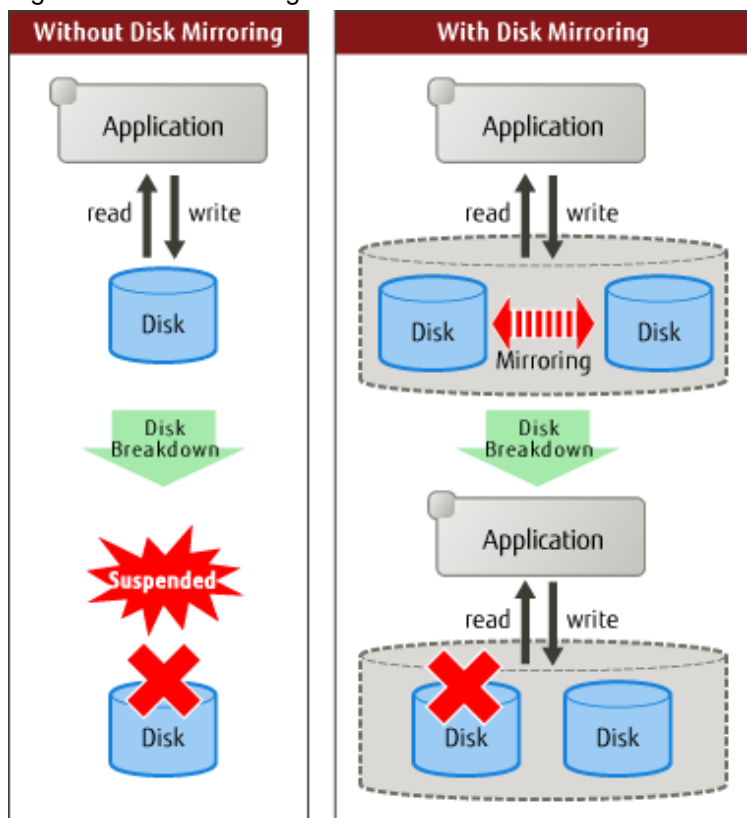 Without Disk Mirroring
Application
read
write
Disk
Disk
Breakdown
Suspended
Disk
With Disk Mirroring
Application
read
write
Disk
Disk
Mirroring
Disk
Breakdown
Application
read
write
Disk
Disk